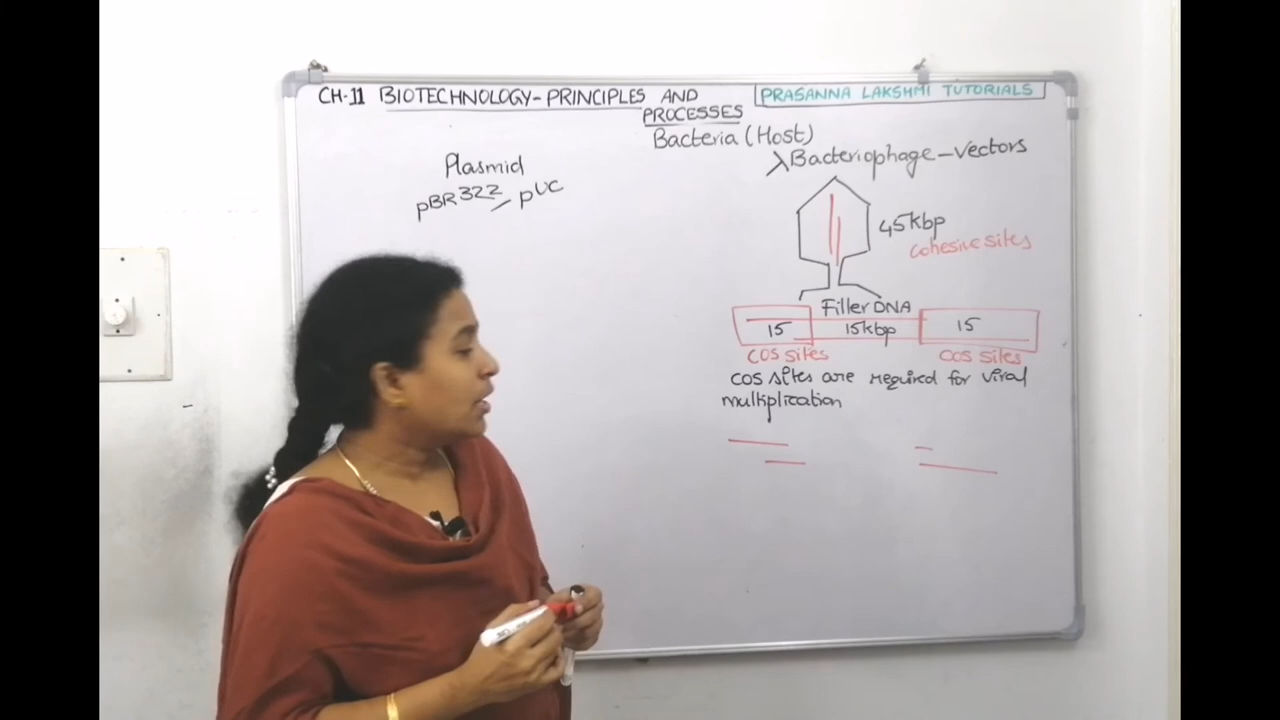 CH-11 BIOTECHNOLOGY-PRINCIPLES AND
PROCESSES
PRASANNA LAKSHMI TUTORIALS
Bacteria (Host)
Plasmid
pBR322, pUC
λ Bacteriophage - Vectors
45kbp
Cohesive sites
Filler DNA
15 15kbp 15
COS sites COS sites
COS sites are required for viral
multiplication